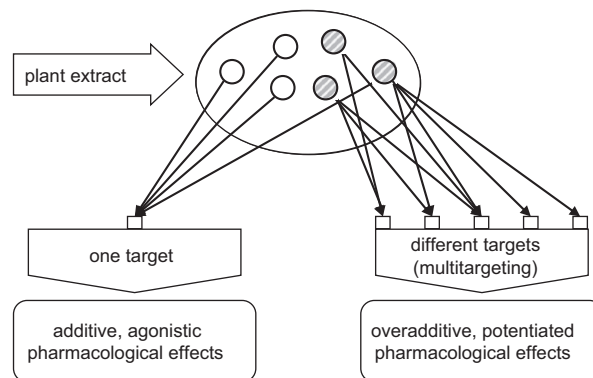 plant extract
one target
different targets
(multitargeting)
additive, agonistic
pharmacological effects
overadditive, potentiated
pharmacological effects